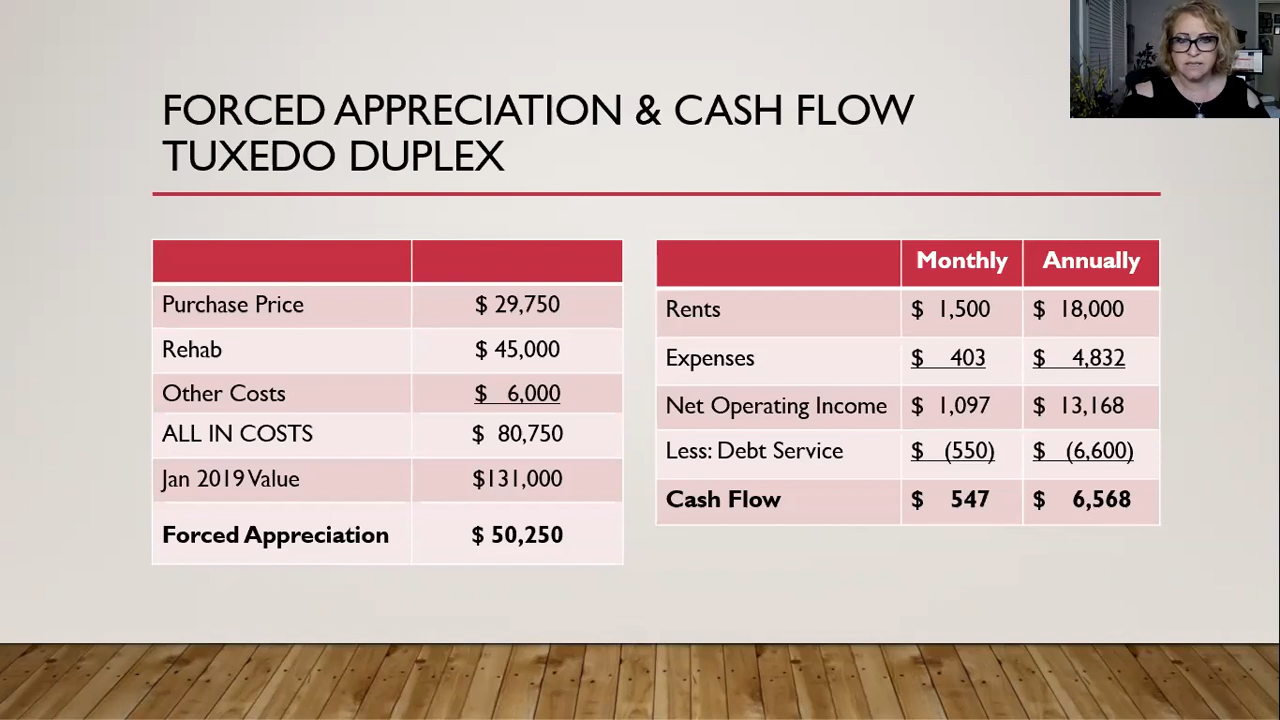 FORCED APPRECIATION & CASH FLOW
TUXEDO DUPLEX
Purchase Price $ 29,750
Rehab $ 45,000
Other Costs $ 6,000
ALL IN COSTS $ 80,750
Jan 2019 Value $131,000
Forced Appreciation $ 50,250
Monthly Annually
Rents $ 1,500 $ 18,000
Expenses $ 403 $ 4,832
Net Operating Income $ 1,097 $ 13,168
Less: Debt Service $ (550) $ (6,600)
Cash Flow $ 547 $ 6,568